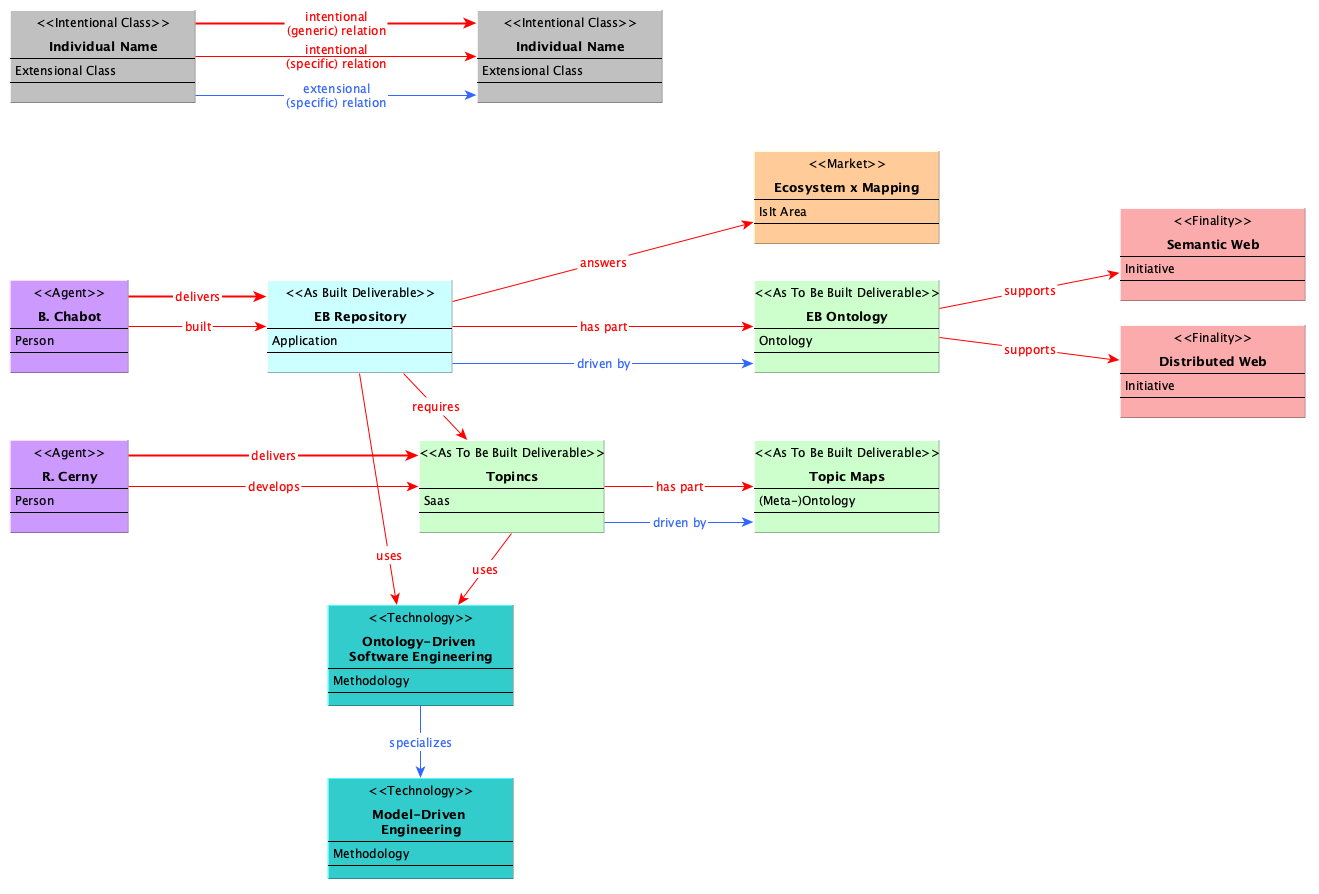 <<Intentional Class>>
Individual Name
Extensional Class
intentional
(generic) relation
intentional
(specific) relation
extensional
(specific) relation
<<Intentional Class>>
Individual Name
Extensional Class
<<Market>>
Ecosystem x Mapping
IsIt Area
<<Finality>>
Semantic Web
Initiative
answers
<<Agent>>
B. Chabot
Person
delivers
built
<<As Built Deliverable>>
EB Repository
Application
has part
driven by
<<As To Be Built Deliverable>>
EB Ontology
Ontology
supports
supports
<<Finality>>
Distributed Web
Initiative
requires
<<Agent>>
R. Cerny
Person
delivers
develops
<<As To Be Built Deliverable>>
Topincs
Saas
has part
driven by
<<As To Be Built Deliverable>>
Topic Maps
(Meta-)Ontology
uses
uses
<<Technology>>
Ontology-Driven
Software Engineering
Methodology
specializes
<<Technology>>
Model-Driven
Engineering
Methodology